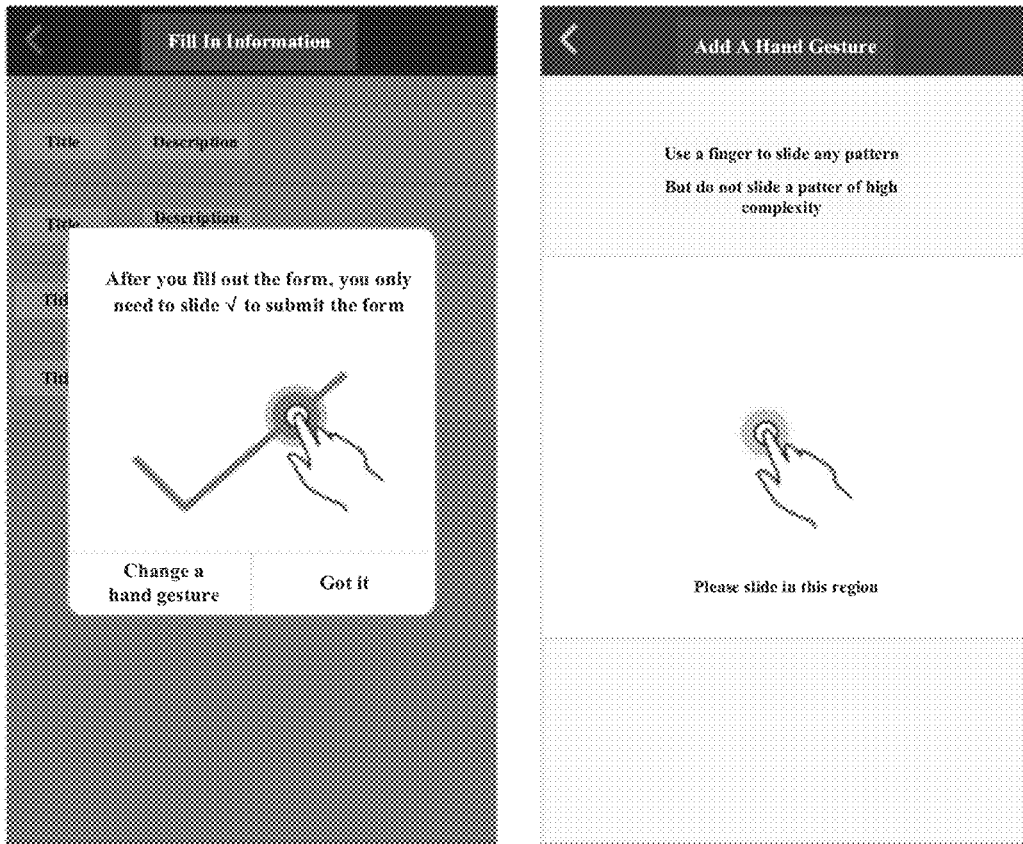 Fill In Information
Title Description
Title Description
Title
Title
After you fill out the form, you only
need to slide √ to submit the form
Change a
hand gesture
Got it
Add A Hand Gesture
Use a finger to slide any pattern
But do not slide a patter of high
complexity
Please slide in this region